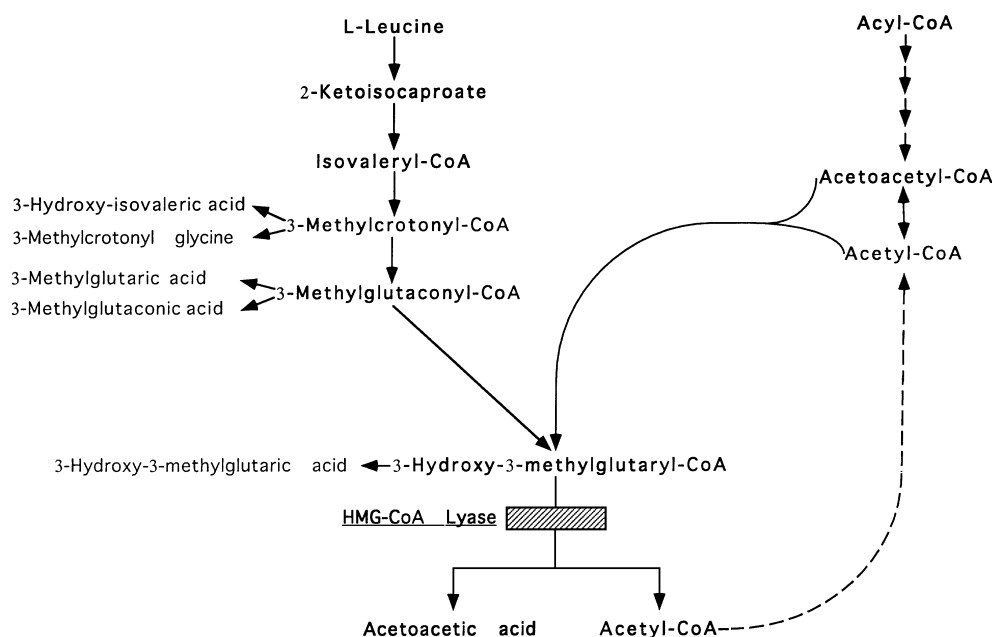 L-Leucine
Acyl-CoA
2-Ketoisocaproate
Isovaleryl-CoA
Acetoacetyl-CoA
3-Hydroxy-isovaleric acid
3-Methylcrotonyl-CoA
3-Methylcrotonyl glycine
Acetyl-CoA
3-Methylglutaric acid
3-Methylglutaconyl-CoA
3-Methylglutaconic acid
3-Hydroxy-3-methylglutaric acid
3-Hydroxy-3-methylglutaryl-CoA
HMG-CoA Lyase
Acetoacetic acid
Acetyl-CoA